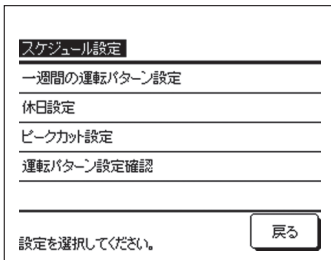 スケジュール設定
一週間の運転パターン設定
休日設定
ピークカット設定
運転パターン設定確認
設定を選択してください。
戻る